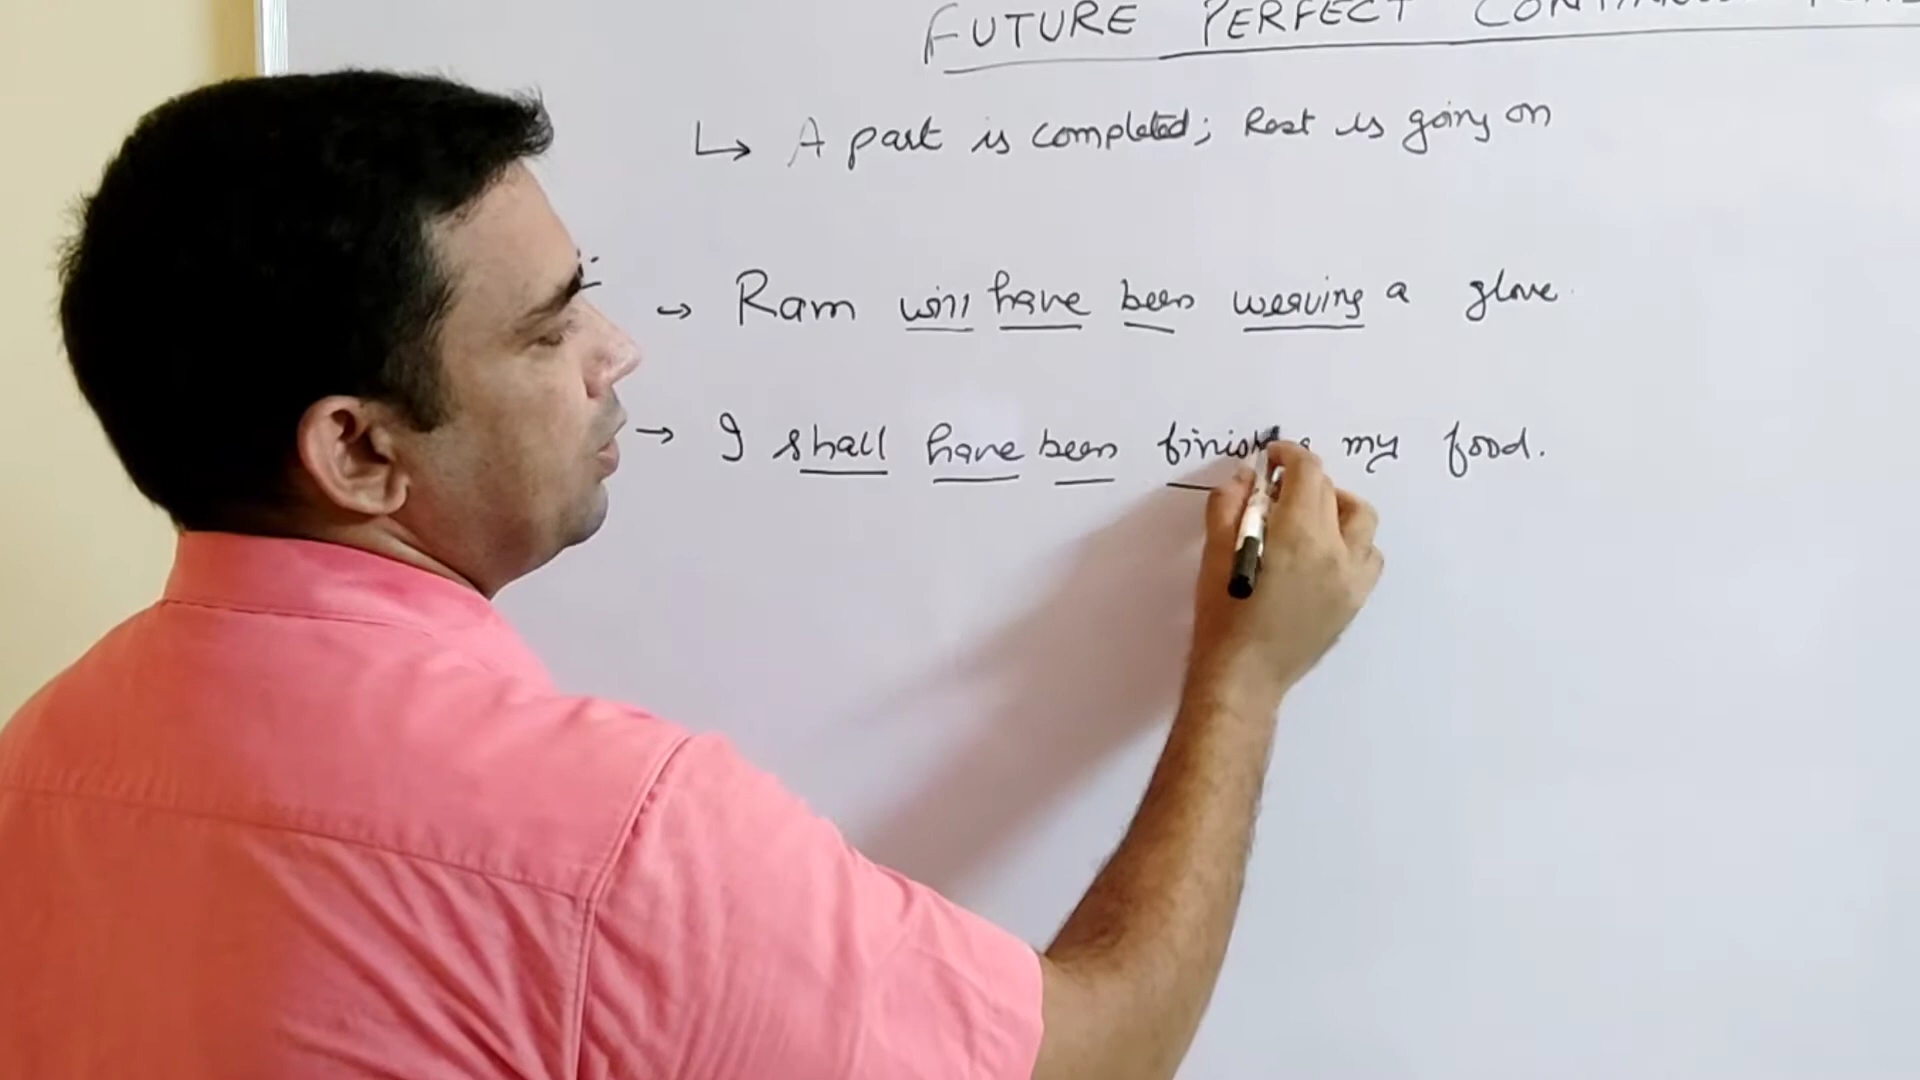 FUTURE PERFECT
↳ A part is completed; Rest is going on
→ Ram will have been weaving a glove.
→ I shall have been my food.